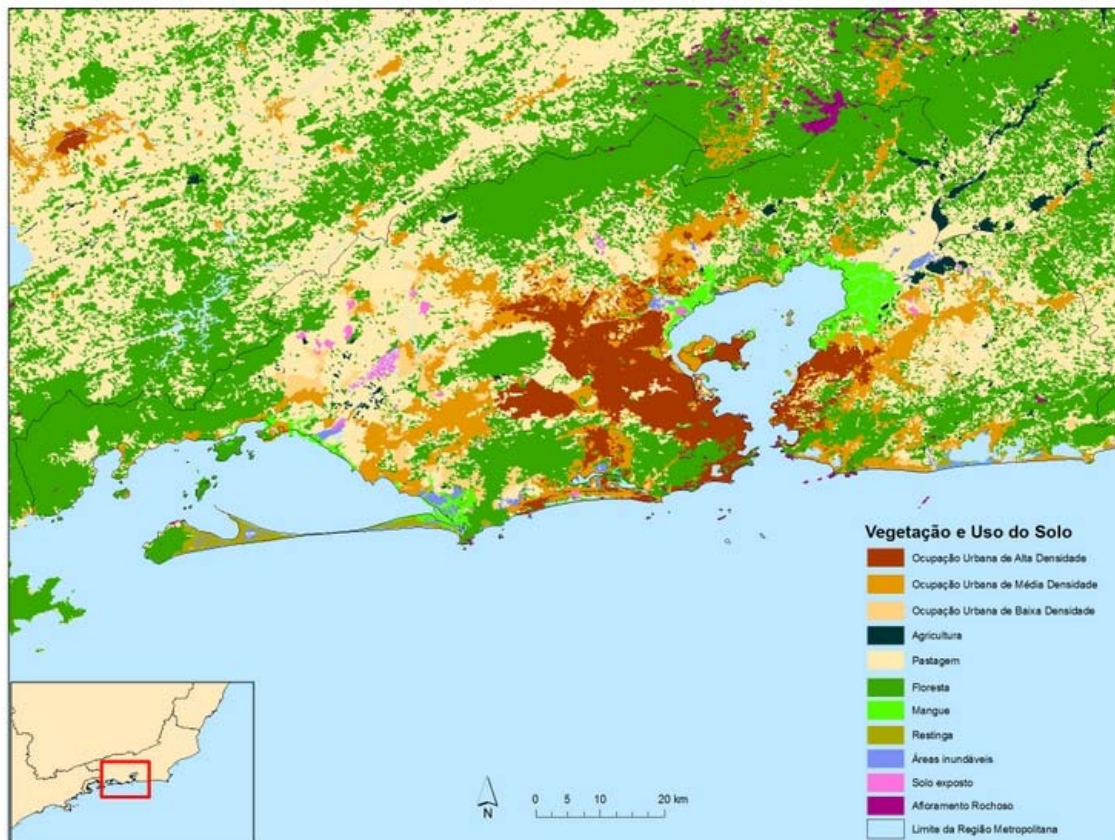 Vegetação e Uso do Solo
Ocupação Urbana de Alta Densidade
Ocupação Urbana de Média Densidade
Ocupação Urbana de Baixa Densidade
Agricultura
Pastagem
Floresta
Mangue
Restinga
Áreas inundáveis
Solo exposto
Afloramento Rochoso
Limite da Região Metropolitana
N
0 5 10 20 km